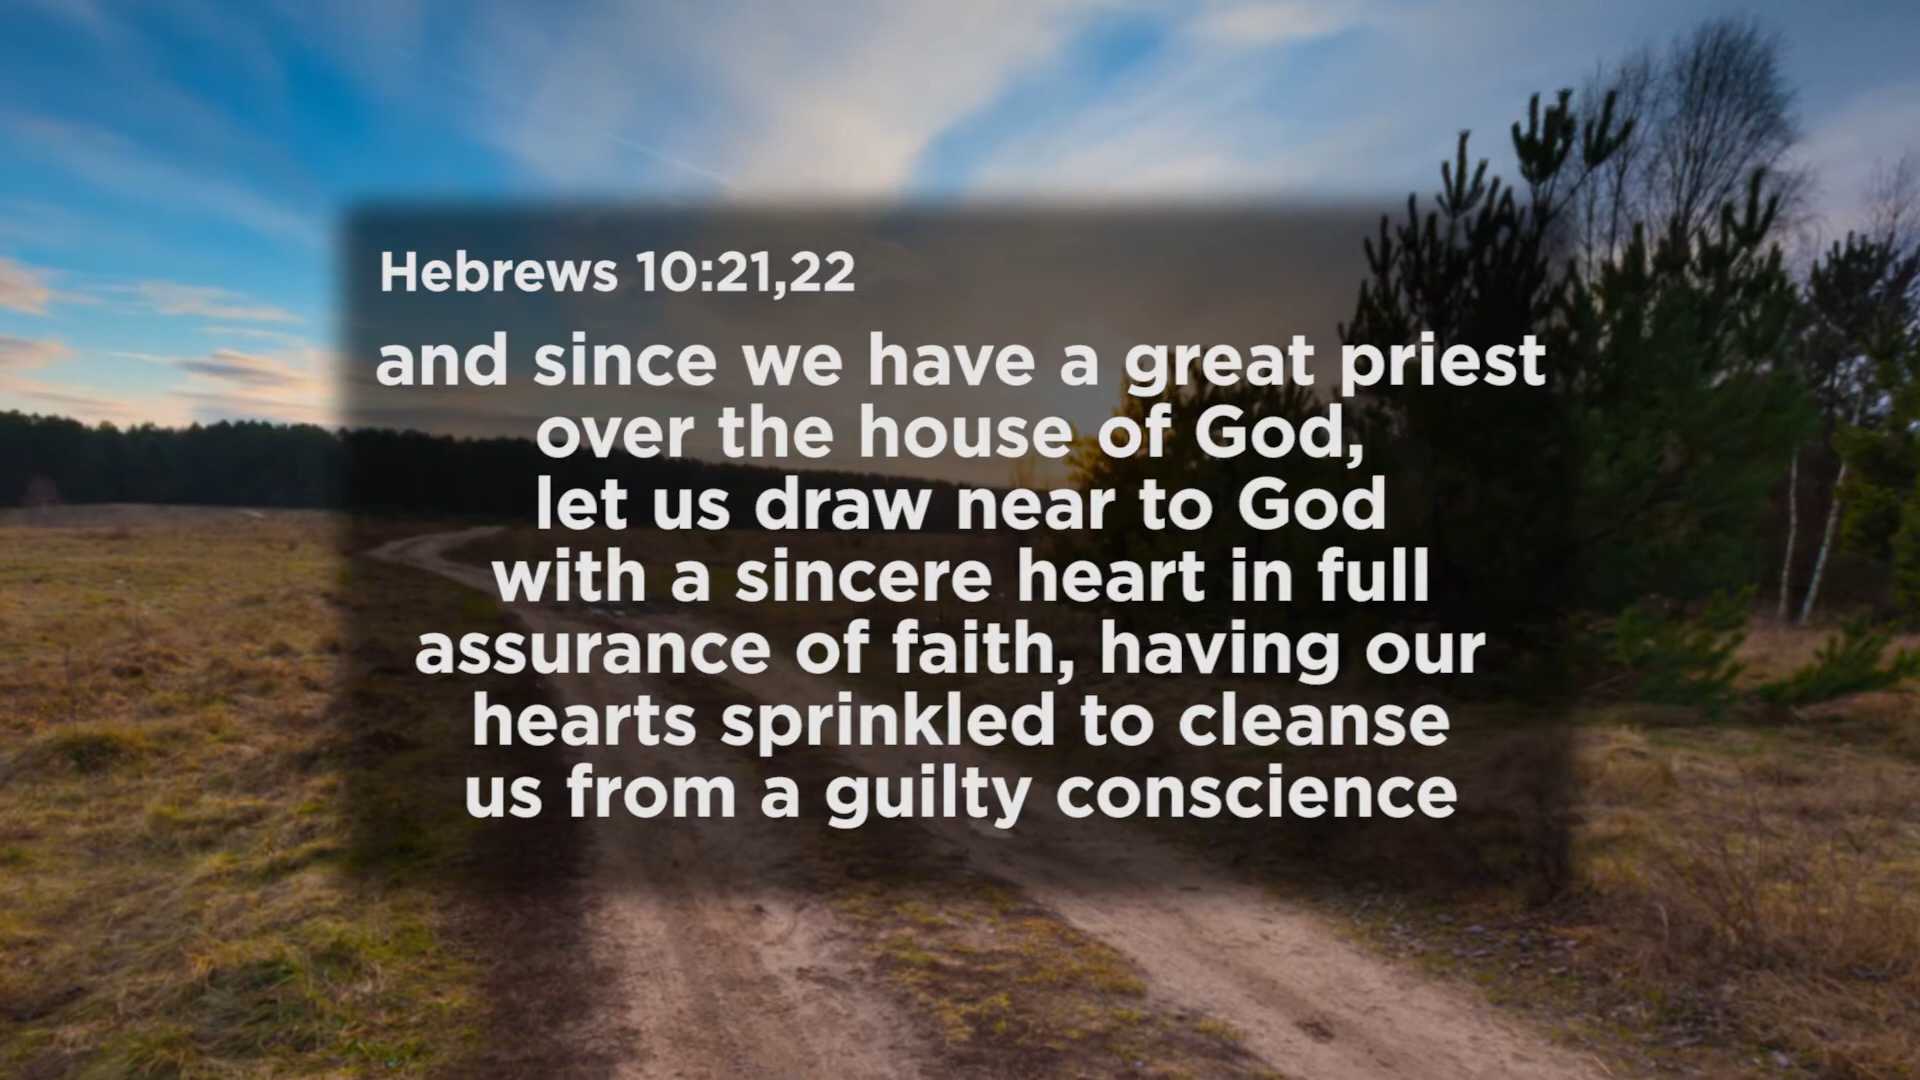 Hebrews 10:21,22
and since we have a great priest
over the house of God,
let us draw near to God
with a sincere heart in full
assurance of faith, having our
hearts sprinkled to cleanse
us from a guilty conscience